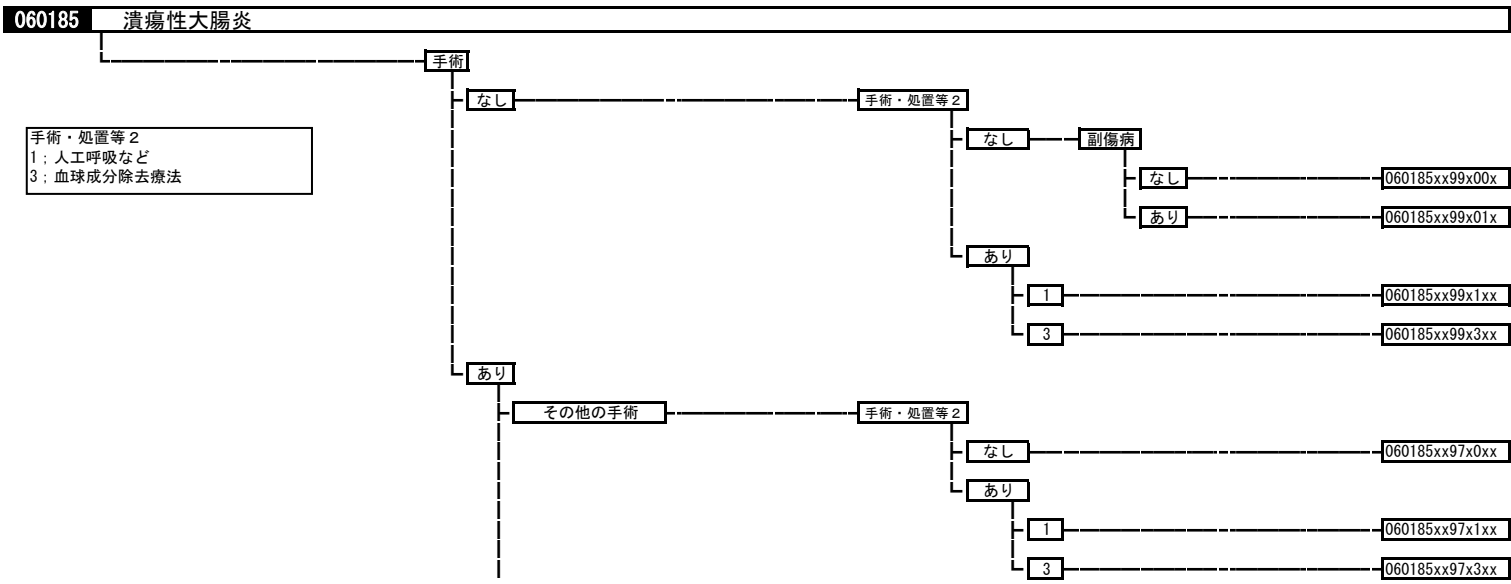 060185 潰瘍性大腸炎
手術
なし 手術・処置等2
手術・処置等2
1；人工呼吸など
3；血球成分除去療法
なし 副傷病
なし 060185xx99x00x
あり 060185xx99x01x
あり
1 060185xx99x1xx
3 060185xx99x3xx
あり
その他の手術 手術・処置等2
なし 060185xx97x0xx
あり
1 060185xx97x1xx
3 060185xx97x3xx